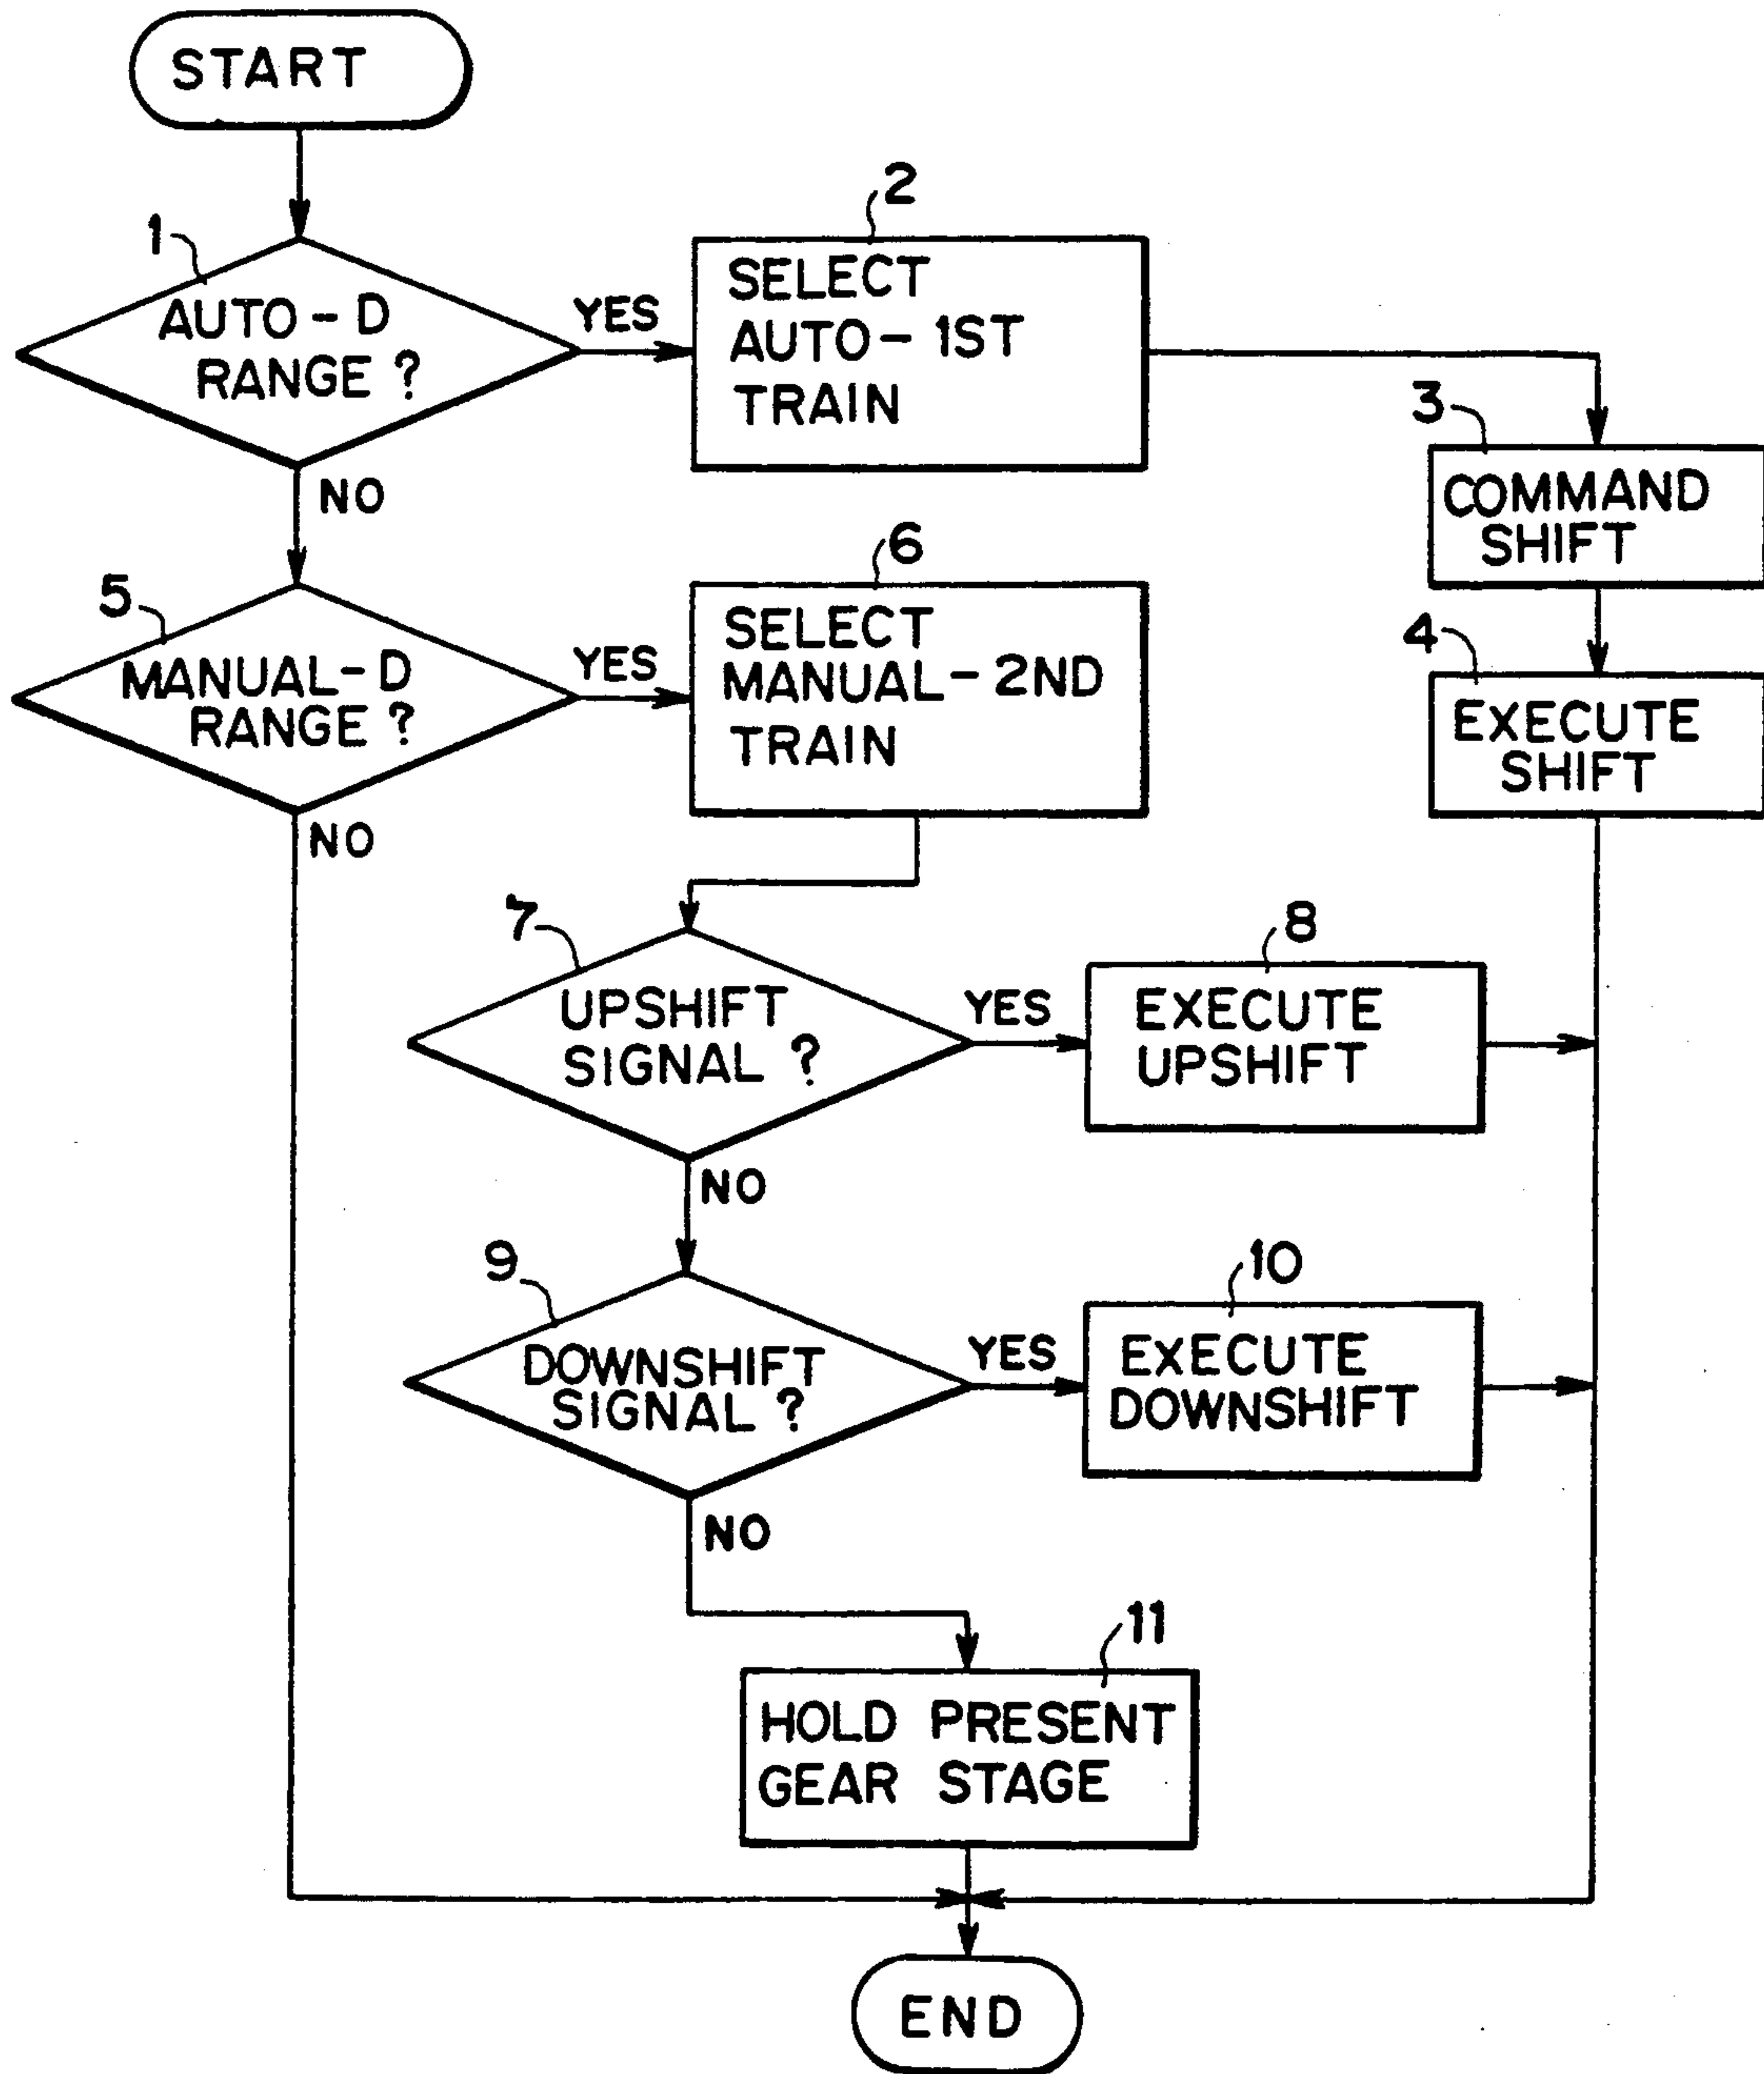 START
1
AUTO-D
RANGE ?
YES
NO
2
SELECT
AUTO-1ST
TRAIN
3
COMMAND
SHIFT
4
EXECUTE
SHIFT
5
MANUAL-D
RANGE ?
YES
NO
6
SELECT
MANUAL-2ND
TRAIN
7
UPSHIFT
SIGNAL ?
YES
NO
8
EXECUTE
UPSHIFT
9
DOWNSHIFT
SIGNAL ?
YES
NO
10
EXECUTE
DOWNSHIFT
11
HOLD PRESENT
GEAR STAGE
END